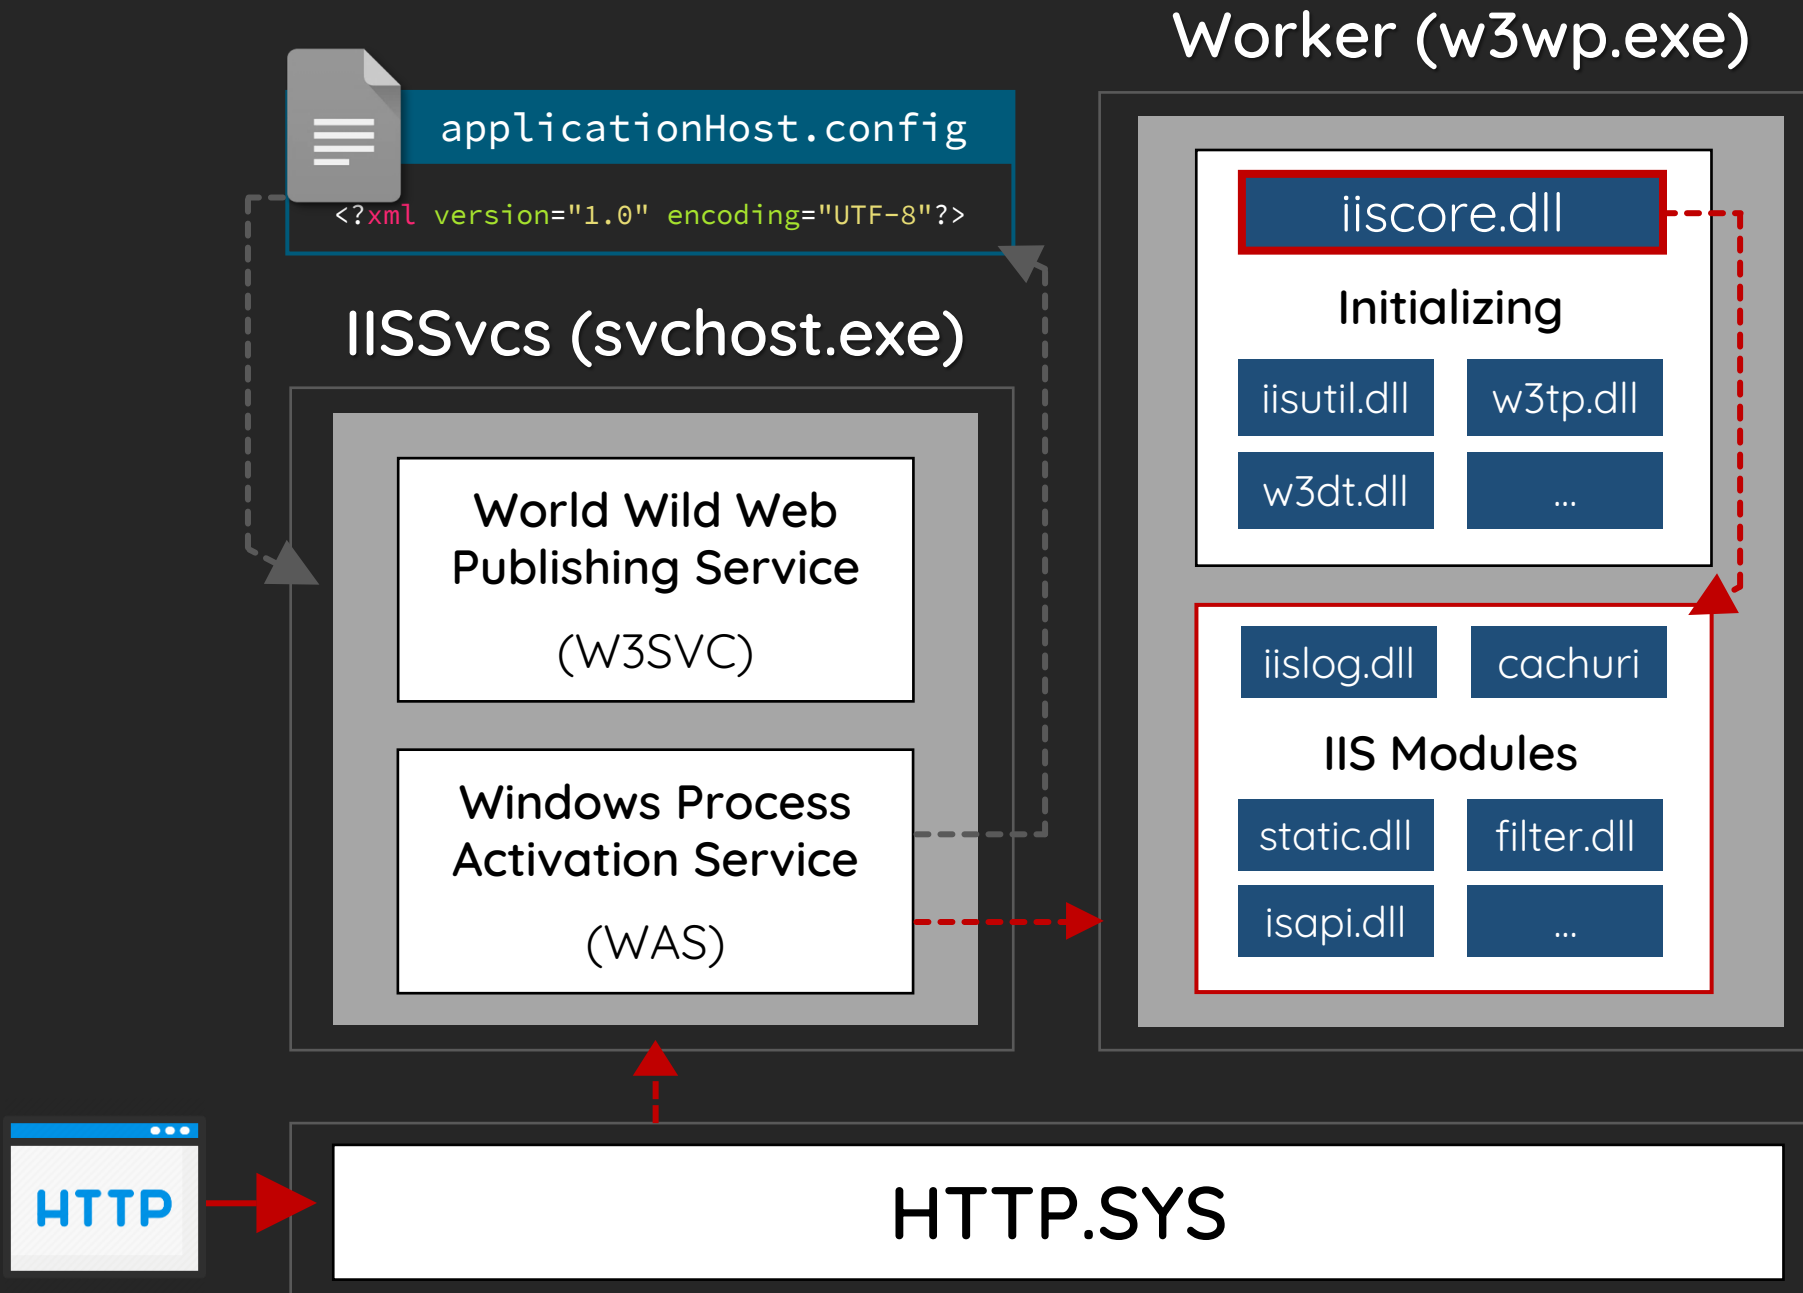 Worker (w3wp.exe)
applicationHost.config
<?xml version="1.0" encoding="UTF-8"?>
IISSvcs (svchost.exe)
World Wild Web
Publishing Service
(W3SVC)
Windows Process
Activation Service
(WAS)
iiscore.dll
Initializing
iisutil.dll
w3tp.dll
w3dt.dll
...
iislog.dll
cachuri
IIS Modules
static.dll
filter.dll
isapi.dll
...
HTTP
HTTP.SYS